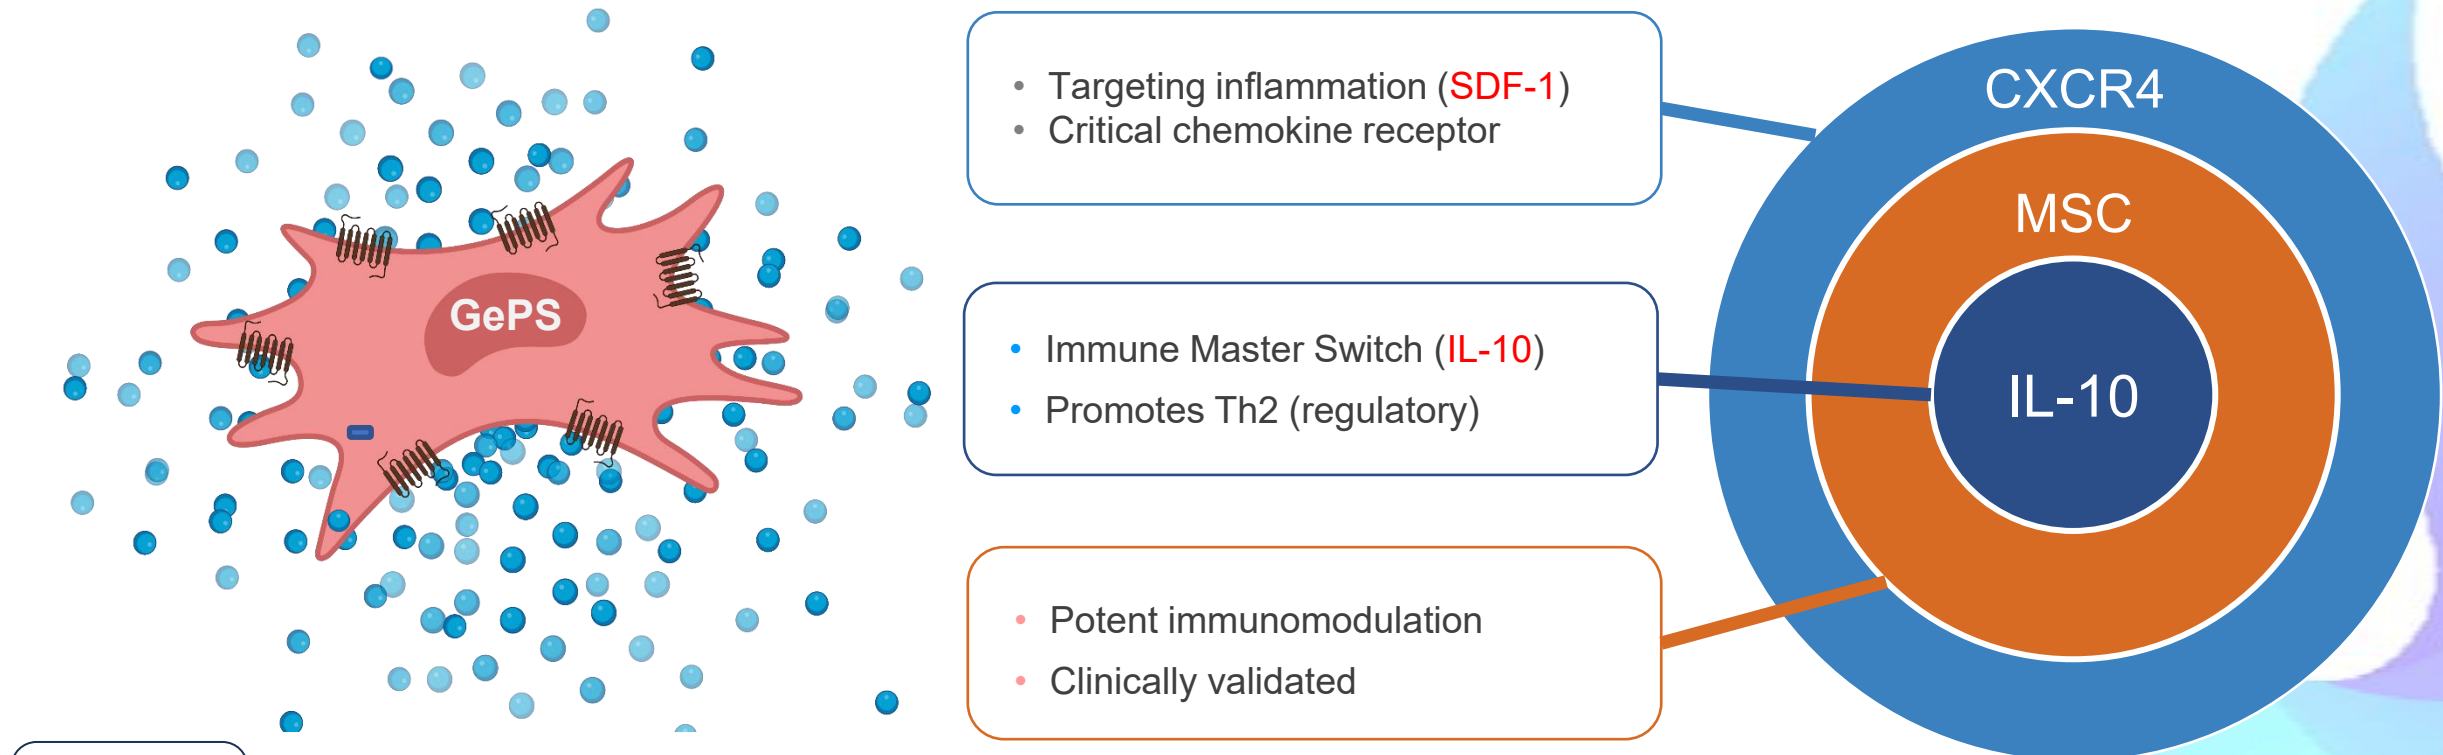 GePS
• Targeting inflammation (SDF-1)
• Critical chemokine receptor
• Immune Master Switch (IL-10)
• Promotes Th2 (regulatory)
• Potent immunomodulation
• Clinically validated
CXCR4
MSC
IL-10